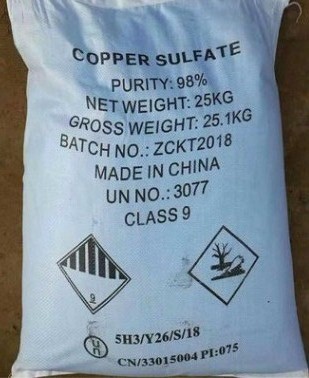 COPPER SULFATE
PURITY: 98%
NET WEIGHT: 25KG
GROSS WEIGHT: 25.1KG
BATCH NO.: ZCKT2018
MADE IN CHINA
UN NO.: 3077
CLASS 9
9
un 5H3/Y26/S/18
CN/33015004 PI:075